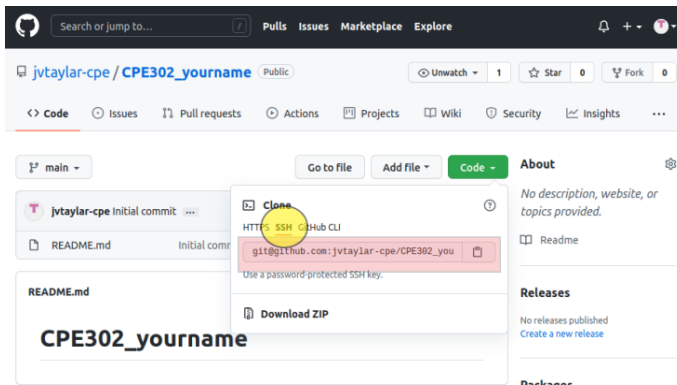 Search or jump to... /
Pulls Issues Marketplace Explore
jvtaylar-cpe / CPE302_yourname Public
Unwatch 1 Star 0 Fork 0
Code Issues Pull requests Actions Projects Wiki Security Insights ...
main Go to file Add file Code
About
No description, website, or
topics provided.
Readme
jvtaylar-cpe Initial commit ...
README.md Initial comm
Clone
HTTPS SSH GitHub CLI
git@github.com:jvtaylar-cpe/CPE302_you
Use a password-protected SSH key.
Download ZIP
README.md
CPE302_yourname
Releases
No releases published
Create a new release
Packages